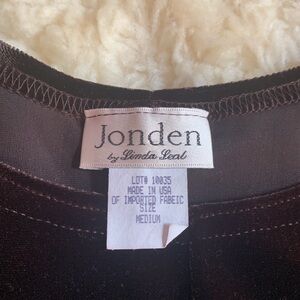 Jonden
by Linda Leal
LOT# 10035
MADE IN USA
OF IMPORTED FABRIC
SIZE
MEDIUM